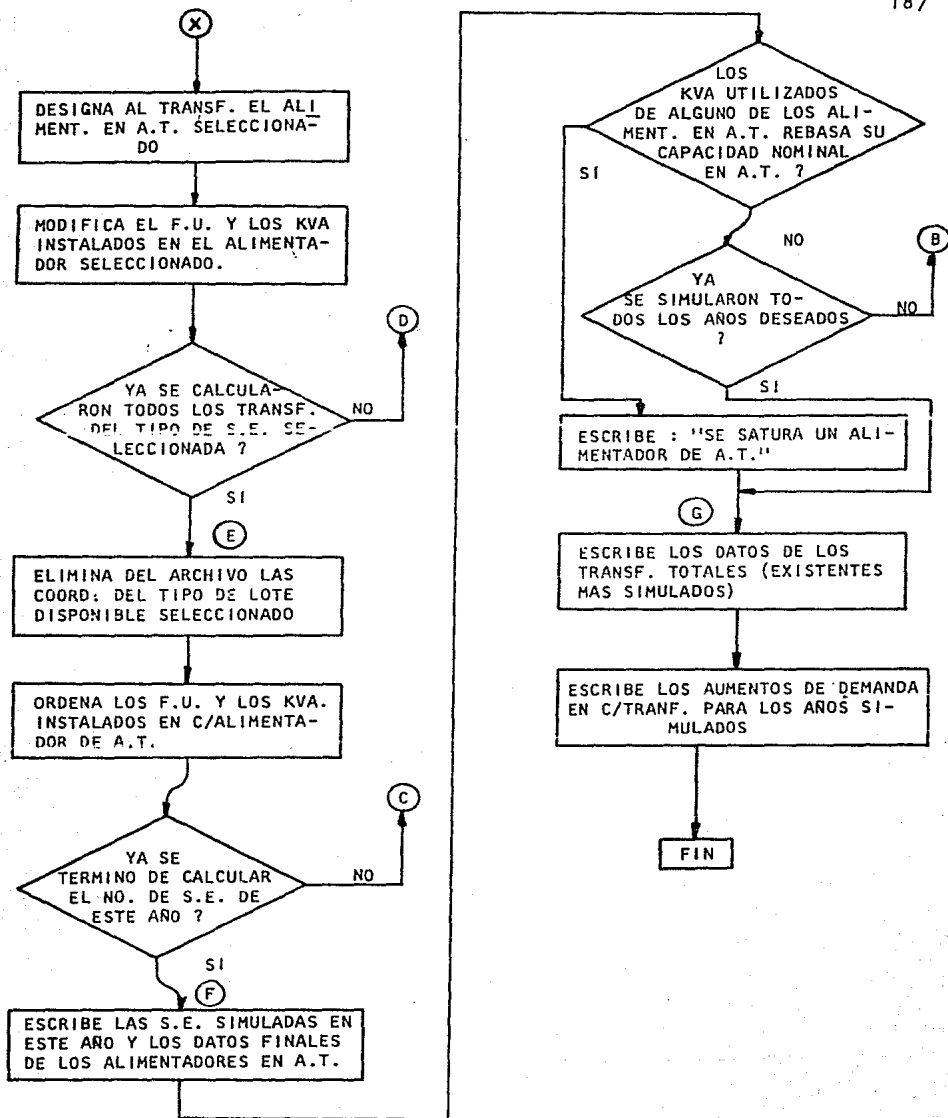 187
X
DESIGNA AL TRANSF. EL ALI
MENT. EN A.T. SELECCIONA-
DO
MODIFICA EL F.U. Y LOS KVA
INSTALADOS EN EL ALIMENTA-
DOR SELECCIONADO.
D
YA SE CALCULA-
RON TODOS LOS TRANSF.
DEL TIPO DE S.E. SE-
LECCIONADA ?
NO
SI
E
ELIMINA DEL ARCHIVO LAS
COORD: DEL TIPO DE LOTE
DISPONIBLE SELECCIONADO
ORDENA LOS F.U. Y LOS KVA.
INSTALADOS EN C/ALIMENTA-
DOR DE A.T.
C
YA SE
TERMINO DE CALCULAR
EL NO. DE S.E. DE
ESTE AÑO ?
NO
SI
F
ESCRIBE LAS S.E. SIMULADAS EN
ESTE AÑO Y LOS DATOS FINALES
DE LOS ALIMENTADORES EN A.T.
LOS
KVA UTILIZADOS
DE ALGUNO DE LOS ALI-
MENT. EN A.T. REBASA SU
CAPACIDAD NOMINAL
EN A.T. ?
SI
NO
B
YA
SE SIMULARON TO-
DOS LOS AÑOS DESEADOS
?
NO
SI
ESCRIBE : "SE SATURA UN ALI-
MENTADOR DE A.T."
G
ESCRIBE LOS DATOS DE LOS
TRANSF. TOTALES (EXISTENTES
MAS SIMULADOS)
ESCRIBE LOS AUMENTOS DE DEMANDA
EN C/TRANF. PARA LOS AÑOS SI-
MULADOS
FIN